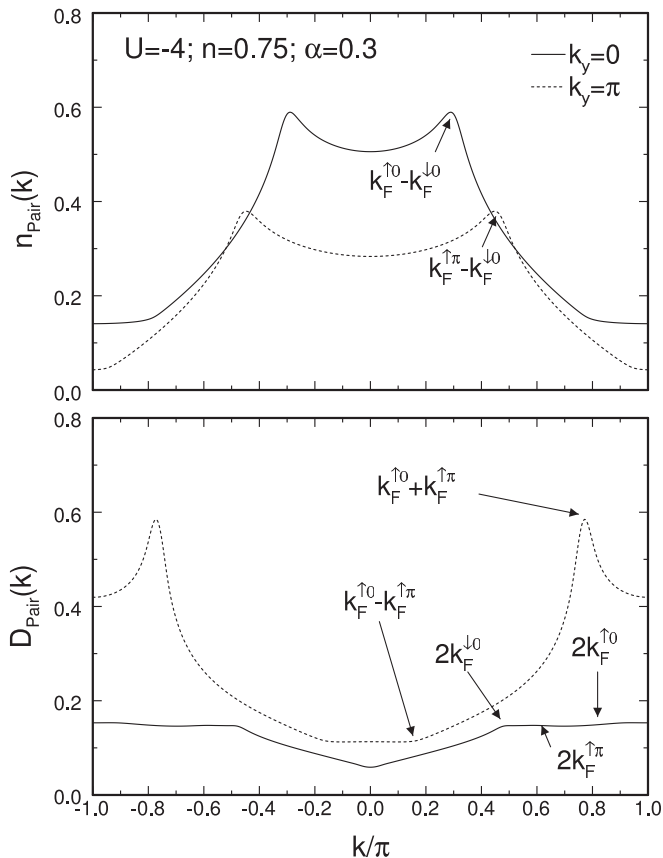 U=-4; n=0.75; α=0.3
k_y=0
k_y=π
0.8
0.6
0.4
0.2
0.0
n_Pair(k)
k_F^↑0-k_F^↓0
k_F^↑π-k_F^↓0
0.8
0.6
0.4
0.2
0.0
D_Pair(k)
k_F^↑0+k_F^↑π
k_F^↑0-k_F^↑π
2k_F^↓0
2k_F^↑0
2k_F^↑π
-1.0 -0.8 -0.6 -0.4 -0.2 0.0 0.2 0.4 0.6 0.8 1.0
k/π